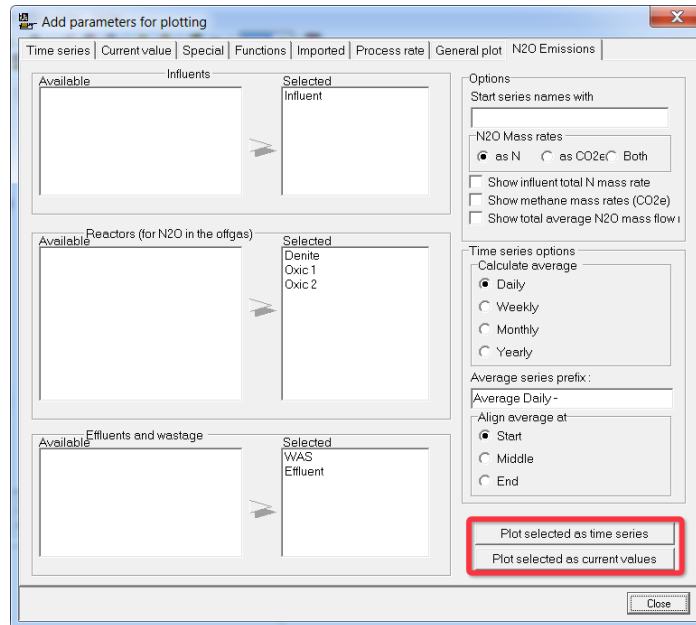 Add parameters for plotting
Time series Current value Special Functions Imported Process rate General plot N2O Emissions
Influents
Available
Selected
Influent
Reactors (for N2O in the offgas)
Available
Selected
Denite
Oxic 1
Oxic 2
Effluents and wastage
Available
Selected
WAS
Effluent
Options
Start series names with
N2O Mass rates
as N as CO2e Both
Show influent total N mass rate
Show methane mass rates (CO2e)
Show total average N2O mass flow
Time series options
Calculate average
Daily
Weekly
Monthly
Yearly
Average series prefix :
Average Daily -
Align average at
Start
Middle
End
Plot selected as time series
Plot selected as current values
Close